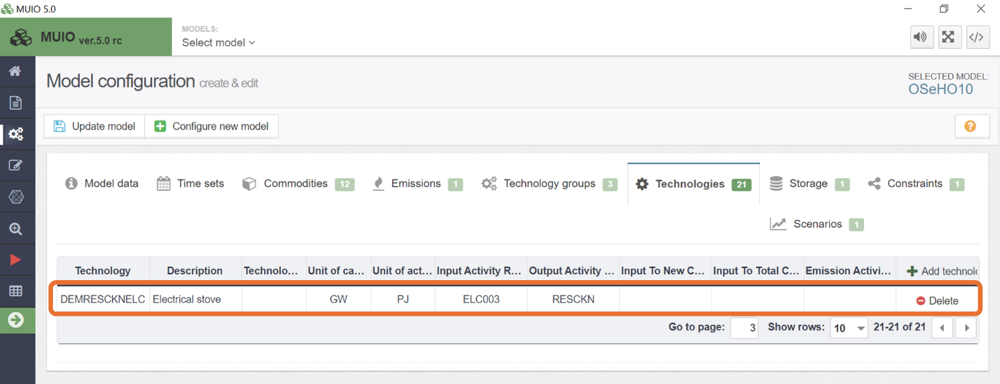 MUIO 5.0
MUIO ver.5.0 rc
MODELS:
Select model
Model configuration create & edit
SELECTED MODEL:
OSeHO10
Update model
Configure new model
Model data
Time sets
Commodities 12
Emissions 1
Technology groups 3
Technologies 21
Storage 1
Constraints 1
Scenarios 1
Technology Description Technolo... Unit of ca... Unit of act... Input Activity R... Output Activity ... Input To New C... Input To Total C... Emission Activi... Add technolo
DEMRESCKNELC Electrical stove GW PJ ELC003 RESCKN Delete
Go to page: 3 Show rows: 10 21-21 of 21